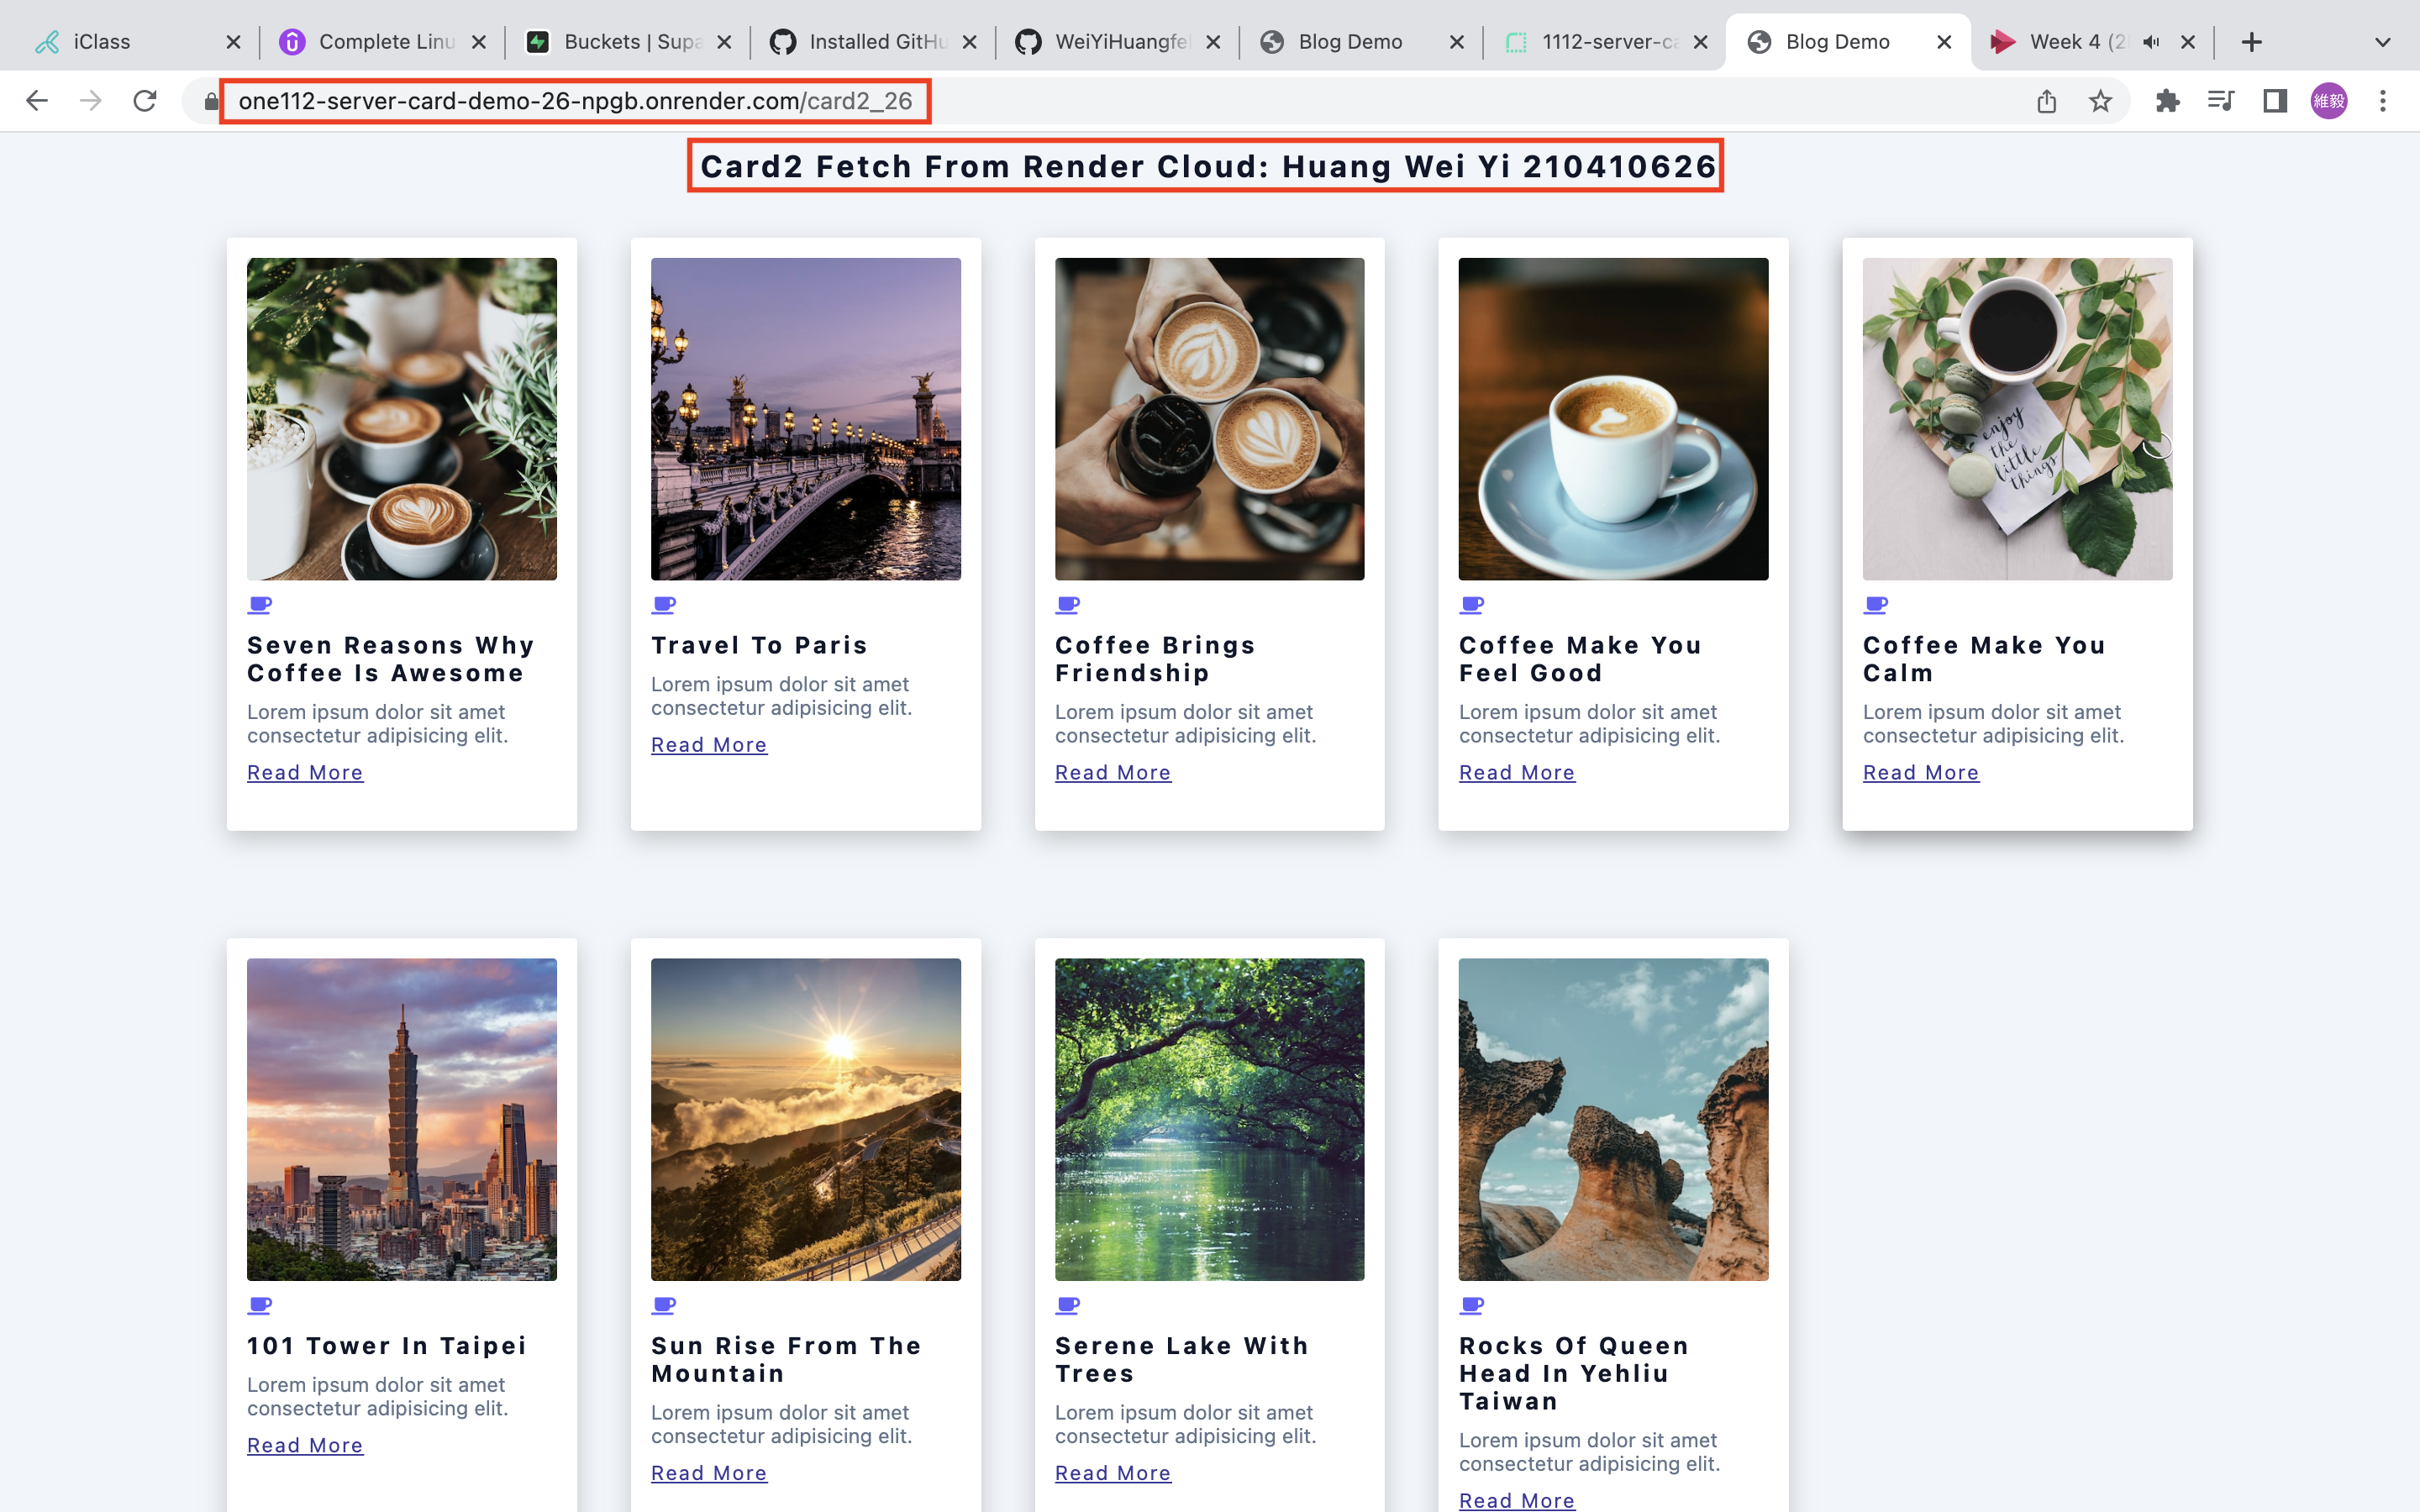 iClass
Complete Linu
Buckets | Supa
Installed GitHu
WeiYiHuangfei
Blog Demo
1112-server-ca
Blog Demo
Week 4 (2
one112-server-card-demo-26-npgb.onrender.com/card2_26
維毅
Card2 Fetch From Render Cloud: Huang Wei Yi 210410626
enjoy
the
little
things
Seven Reasons Why
Coffee Is Awesome
Lorem ipsum dolor sit amet
consectetur adipisicing elit.
Read More
Travel To Paris
Lorem ipsum dolor sit amet
consectetur adipisicing elit.
Read More
Coffee Brings
Friendship
Lorem ipsum dolor sit amet
consectetur adipisicing elit.
Read More
Coffee Make You
Feel Good
Lorem ipsum dolor sit amet
consectetur adipisicing elit.
Read More
Coffee Make You
Calm
Lorem ipsum dolor sit amet
consectetur adipisicing elit.
Read More
101 Tower In Taipei
Lorem ipsum dolor sit amet
consectetur adipisicing elit.
Read More
Sun Rise From The
Mountain
Lorem ipsum dolor sit amet
consectetur adipisicing elit.
Read More
Serene Lake With
Trees
Lorem ipsum dolor sit amet
consectetur adipisicing elit.
Read More
Rocks Of Queen
Head In Yehliu
Taiwan
Lorem ipsum dolor sit amet
consectetur adipisicing elit.
Read More